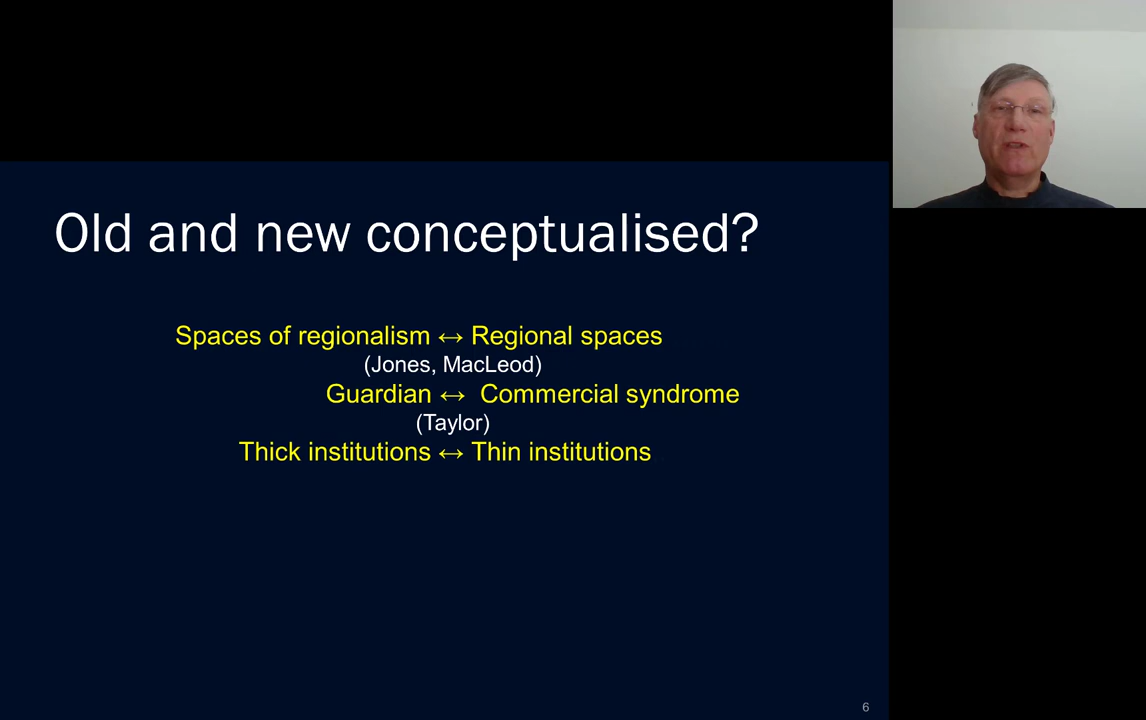 Old and new conceptualised?
Spaces of regionalism ↔ Regional spaces
(Jones, MacLeod)
Guardian ↔ Commercial syndrome
(Taylor)
Thick institutions ↔ Thin institutions
6